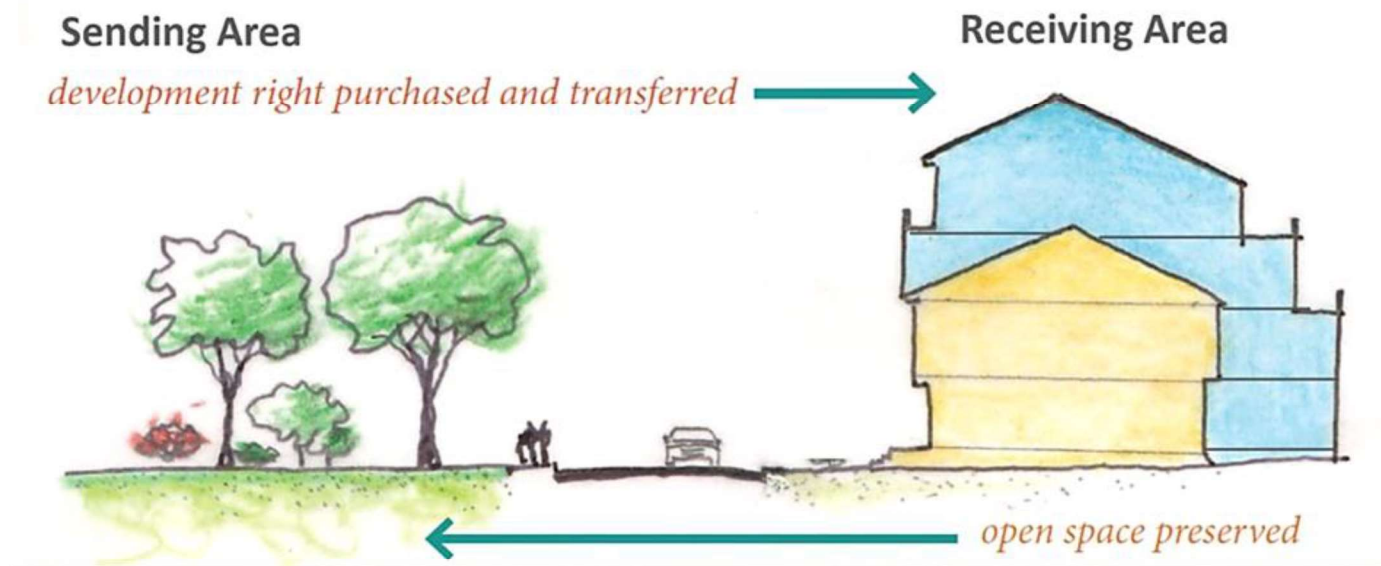 Sending Area
Receiving Area
development right purchased and transferred
open space preserved